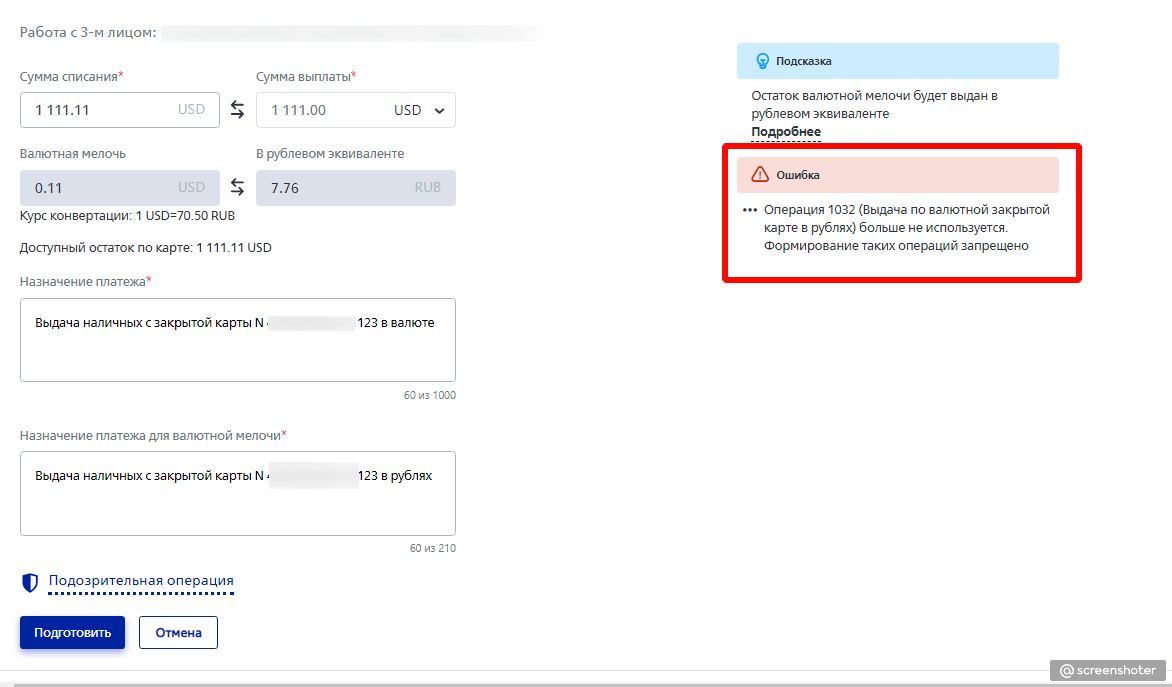 Работа с 3-м лицом:
Сумма списания*
Сумма выплаты*
1 111.11 USD
1 111.00 USD
Валютная мелочь
В рублевом эквиваленте
0.11 USD
7.76 RUB
Курс конвертации: 1 USD=70.50 RUB
Доступный остаток по карте: 1 111.11 USD
Назначение платежа*
Выдача наличных с закрытой карты N 123 в валюте
60 из 1000
Назначение платежа для валютной мелочи*
Выдача наличных с закрытой карты N 123 в рублях
60 из 210
Подозрительная операция
Подготовить
Отмена
Подсказка
Остаток валютной мелочи будет выдан в
рублевом эквиваленте
Подробнее
Ошибка
••• Операция 1032 (Выдача по валютной закрытой
карте в рублях) больше не используется.
Формирование таких операций запрещено
@screenshoter